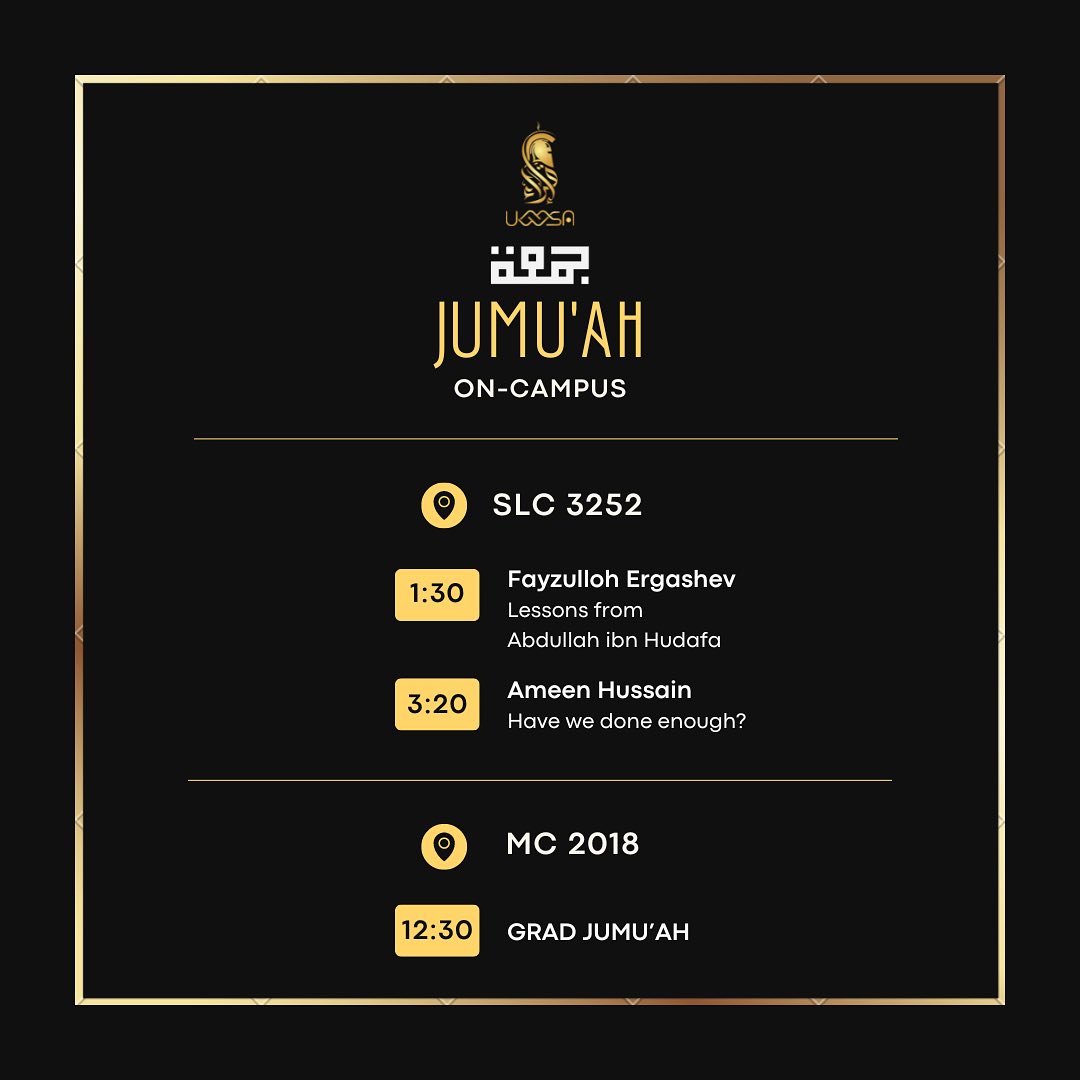 جمعة
JUMU'AH
ON-CAMPUS
SLC 3252
1:30
Fayzulloh Ergashev
Lessons from
Abdullah ibn Hudafa
3:20
Ameen Hussain
Have we done enough?
MC 2018
12:30
GRAD JUMU’AH